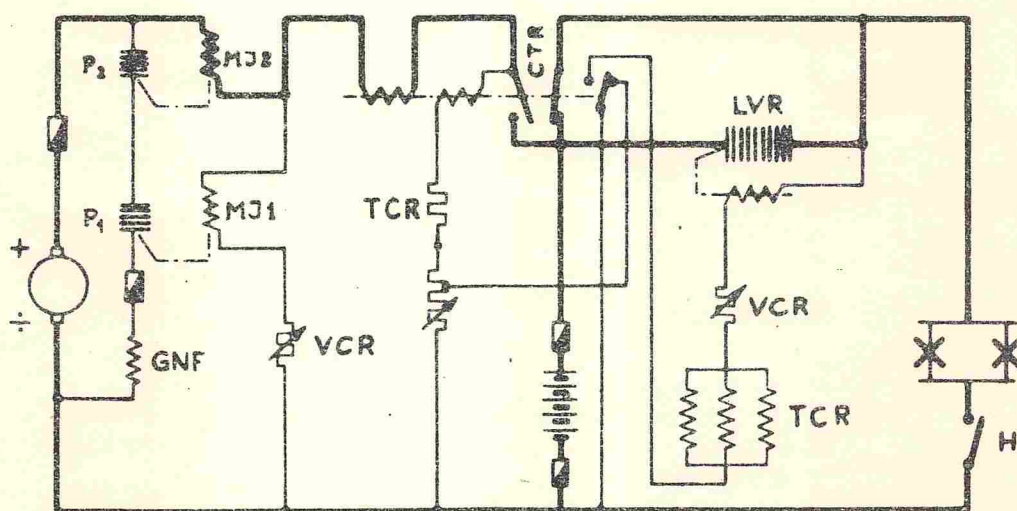 P2
MJ2
CTR
LVR
P1
MJ1
TCR
+
÷
GNF
VCR
VCR
TCR
H